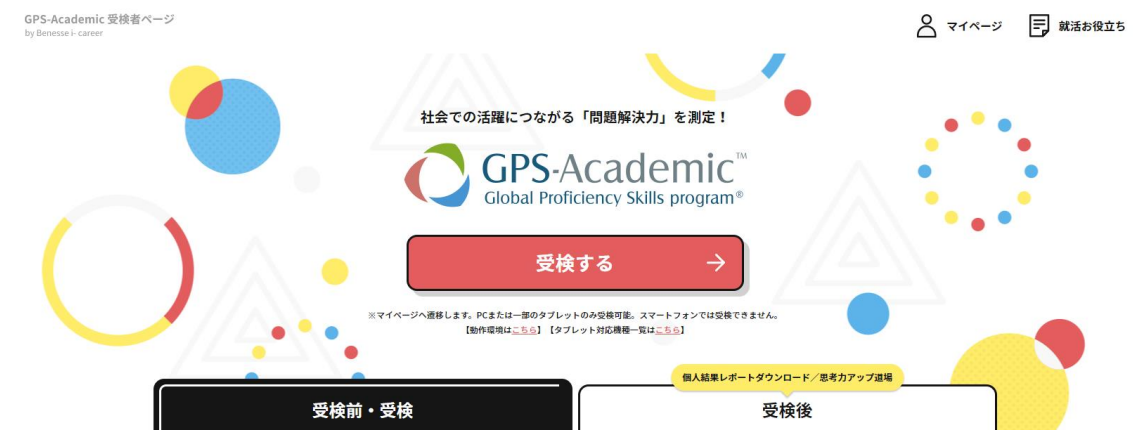 GPS-Academic 受検者ページ
by Benesse i- career
マイページ
就活お役立ち
社会での活躍につながる「問題解決力」を測定！
GPS-Academic™
Global Proficiency Skills program®
受検する
※マイページへ遷移します。PCまたは一部のタブレットのみ受検可能。スマートフォンでは受検できません。
【動作環境はこちら】【タブレット対応機種一覧はこちら】
個人結果レポートダウンロード／思考力アップ道場
受検前・受検
受検後